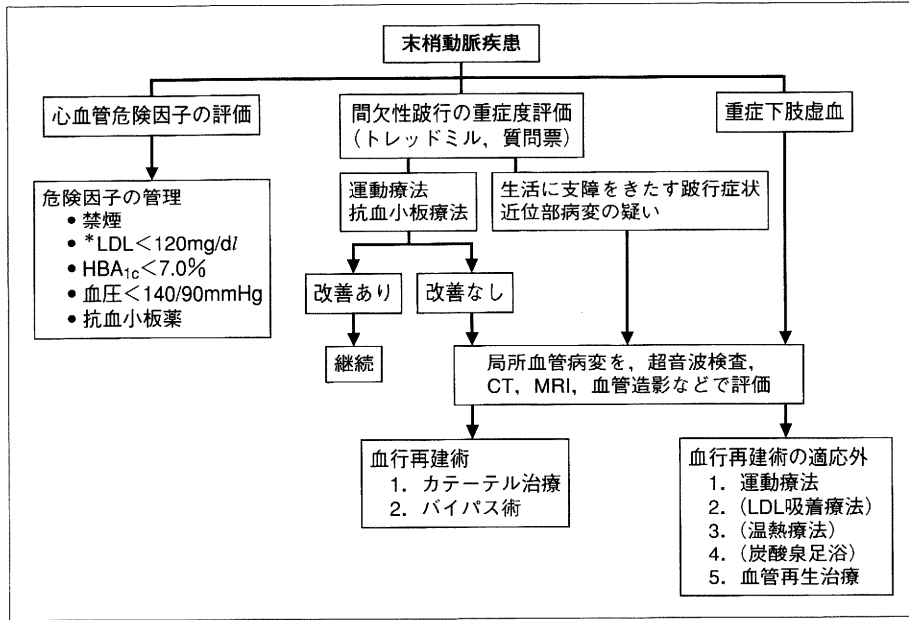 末梢動脈疾患
心血管危険因子の評価
間欠性跛行の重症度評価
（トレッドミル，質問票）
重症下肢虚血
危険因子の管理
● 禁煙
● *LDL＜120mg/dl
● HBA1c＜7.0％
● 血圧＜140/90mmHg
● 抗血小板薬
運動療法
抗血小板療法
生活に支障をきたす跛行症状
近位部病変の疑い
改善あり
改善なし
継続
局所血管病変を，超音波検査，
CT，MRI，血管造影などで評価
血行再建術
1．カテーテル治療
2．バイパス術
血行再建術の適応外
1．運動療法
2．（LDL吸着療法）
3．（温熱療法）
4．（炭酸泉足浴）
5．血管再生治療